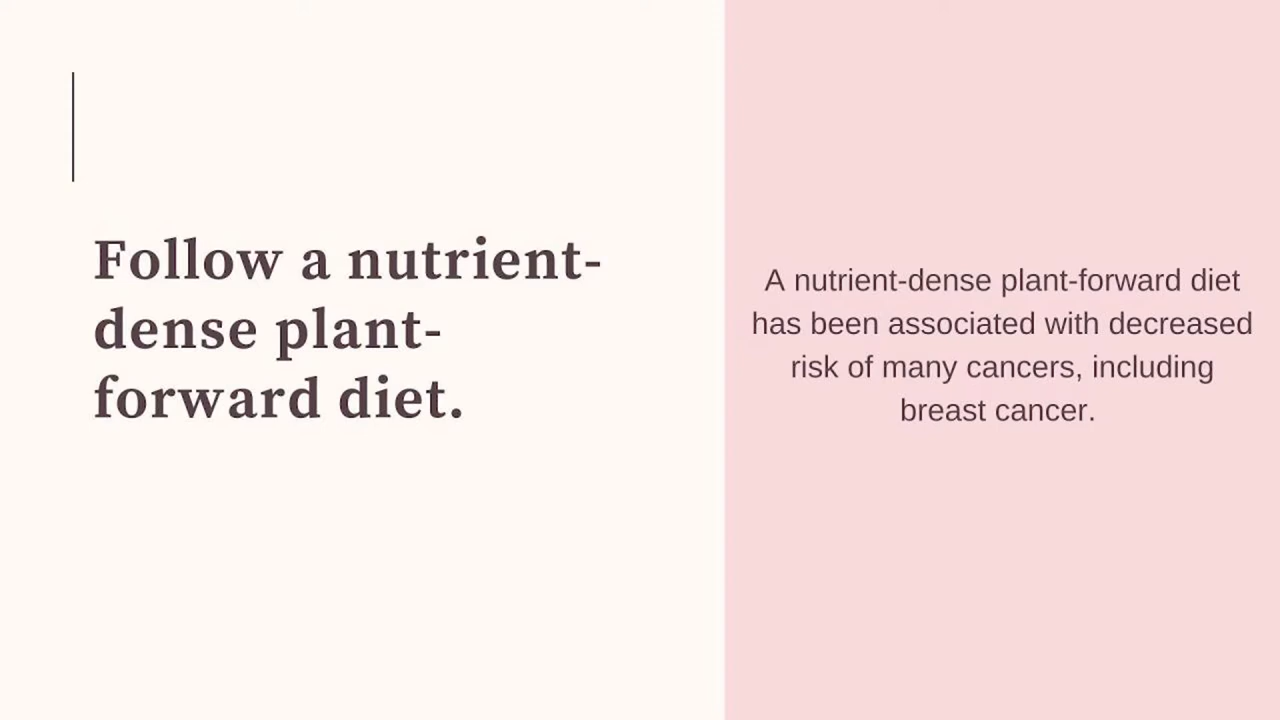 Follow a nutrient-
dense plant-
forward diet.
A nutrient-dense plant-forward diet
has been associated with decreased
risk of many cancers, including
breast cancer.